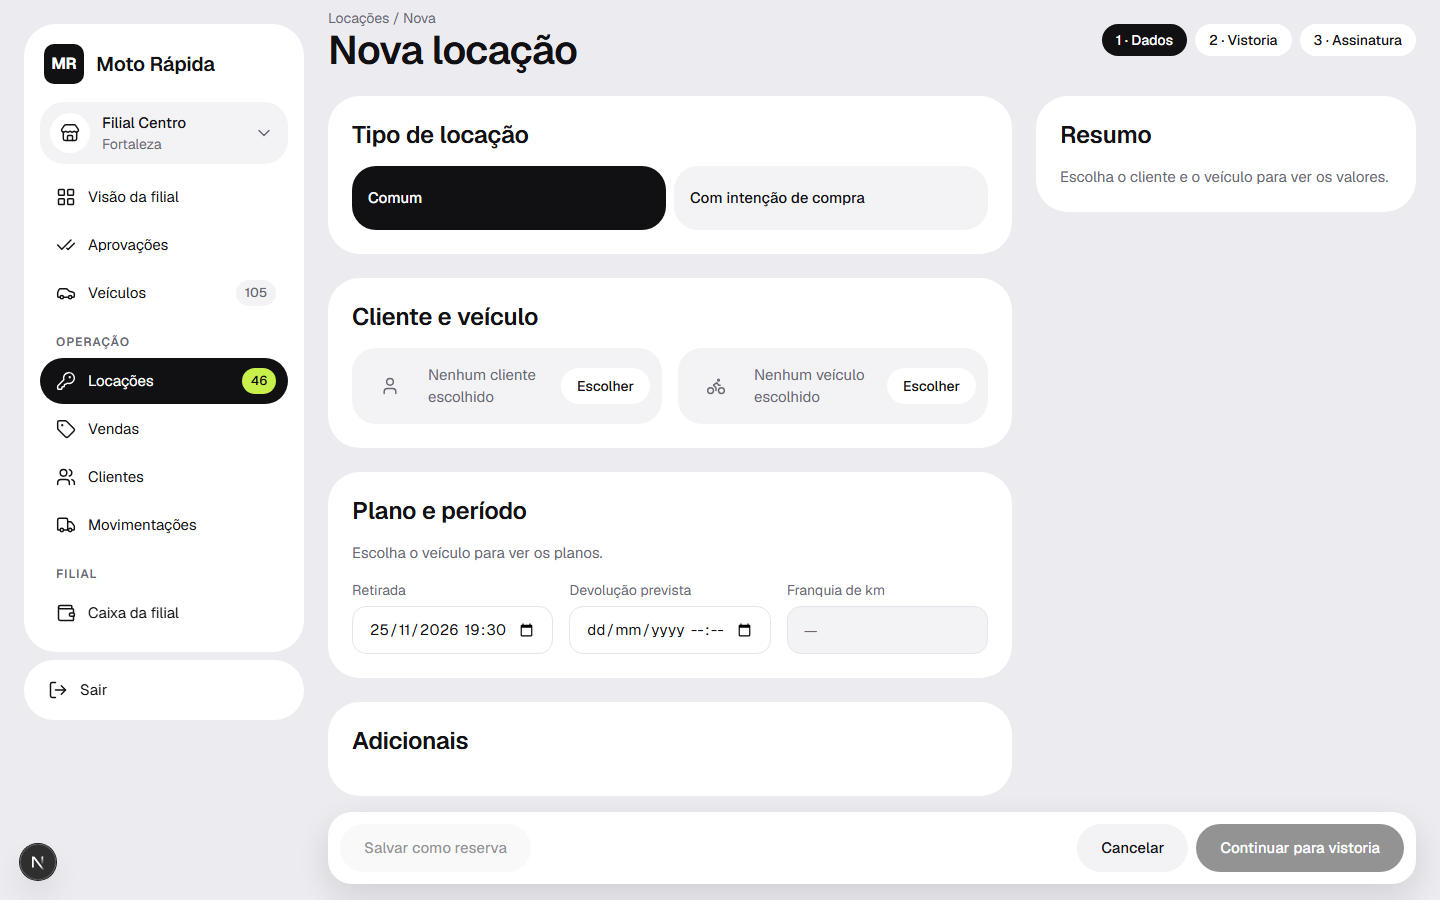 MR
Moto Rápida
Filial Centro
Fortaleza
Visão da filial
Aprovações
Veículos
105
OPERAÇÃO
Locações
46
Vendas
Clientes
Movimentações
FILIAL
Caixa da filial
Sair
N
Locações / Nova
Nova locação
1 · Dados
2 · Vistoria
3 · Assinatura
Tipo de locação
Comum
Com intenção de compra
Cliente e veículo
Nenhum cliente
escolhido
Escolher
Nenhum veículo
escolhido
Escolher
Plano e período
Escolha o veículo para ver os planos.
Retirada
25/11/2026 19:30
Devolução prevista
dd/mm/yyyy --:--
Franquia de km
—
Adicionais
Resumo
Escolha o cliente e o veículo para ver os valores.
Salvar como reserva
Cancelar
Continuar para vistoria